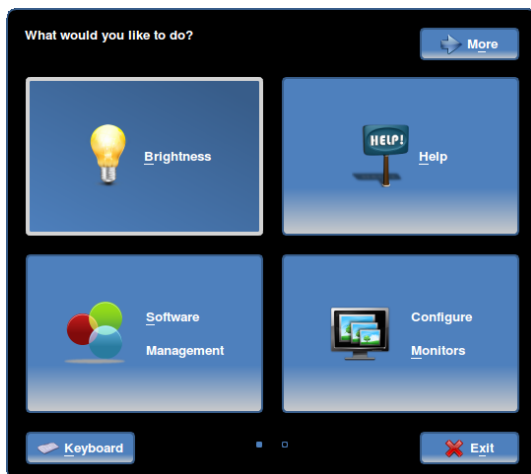 What would you like to do?
More
Brightness
HELP!
Help
Software
Management
Configure
Monitors
Keyboard
Exit